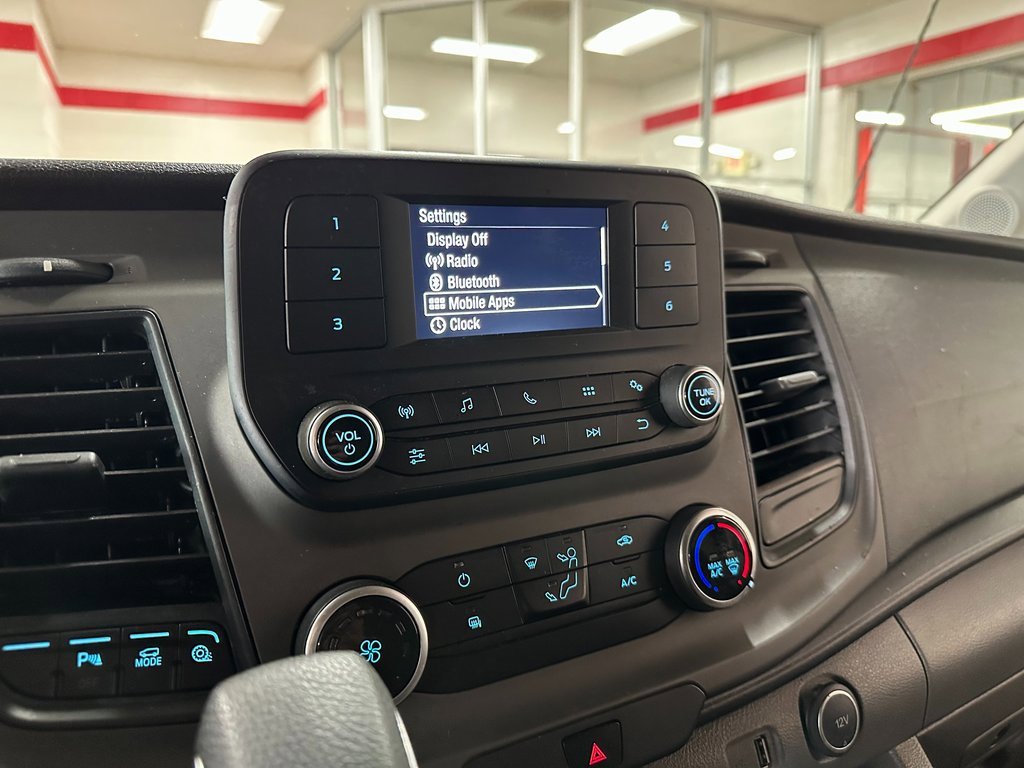 1
2
3
Settings
Display Off
Radio
Bluetooth
Mobile Apps
Clock
4
5
6
VOL
TUNE
OK
A/C
MAX
A/C
MAX
P
MODE
12V